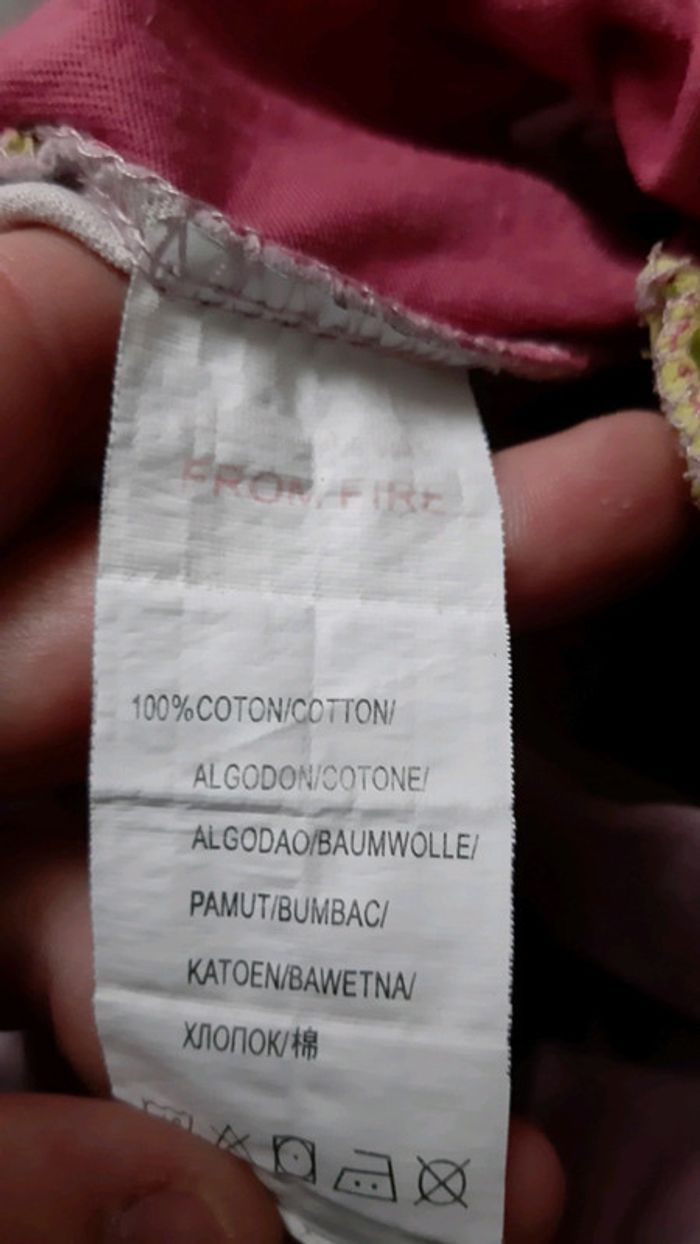 FROM FIRE
100%COTON/COTTON/
ALGODON/COTONE/
ALGODAO/BAUMWOLLE/
PAMUT/BUMBAC/
KATOEN/BAWETNA/
ХЛОПОК/棉